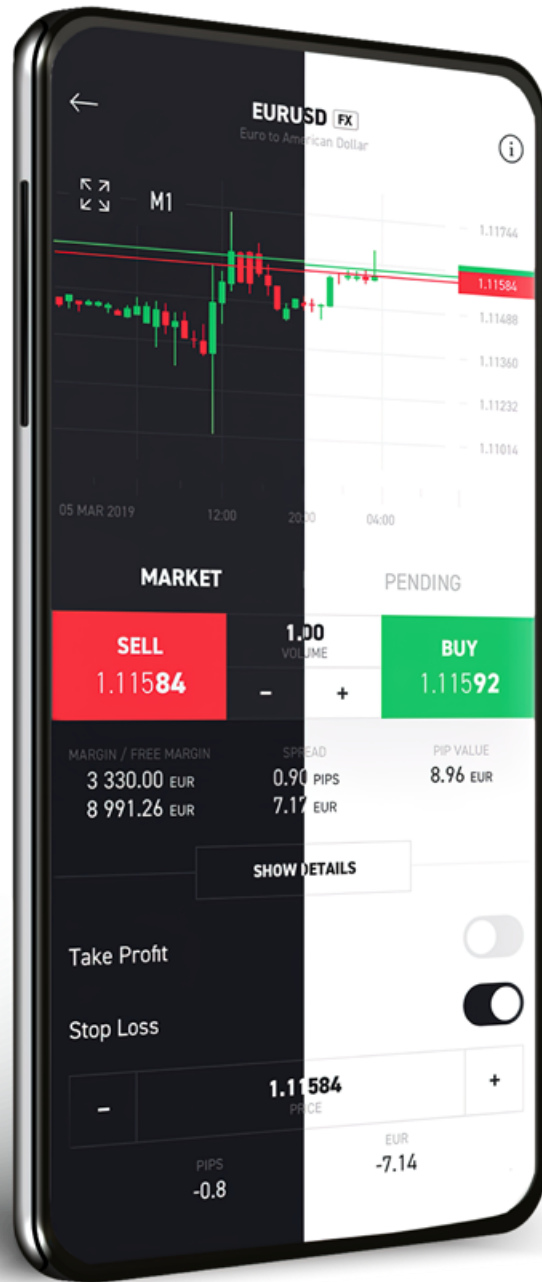 EURUSD FX
Euro to American Dollar
i
M1
1.11744
1.11584
1.11488
1.11360
1.11232
1.11014
05 MAR 2019 12:00 20:00 04:00
MARKET PENDING
SELL 1.00 BUY
VOLUME
1.11584 - + 1.11592
MARGIN / FREE MARGIN SPREAD PIP VALUE
3 330.00 EUR 0.90 PIPS 8.96 EUR
8 991.26 EUR 7.17 EUR
SHOW DETAILS
Take Profit
Stop Loss
- 1.11584 +
PRICE
PIPS EUR
-0.8 -7.14